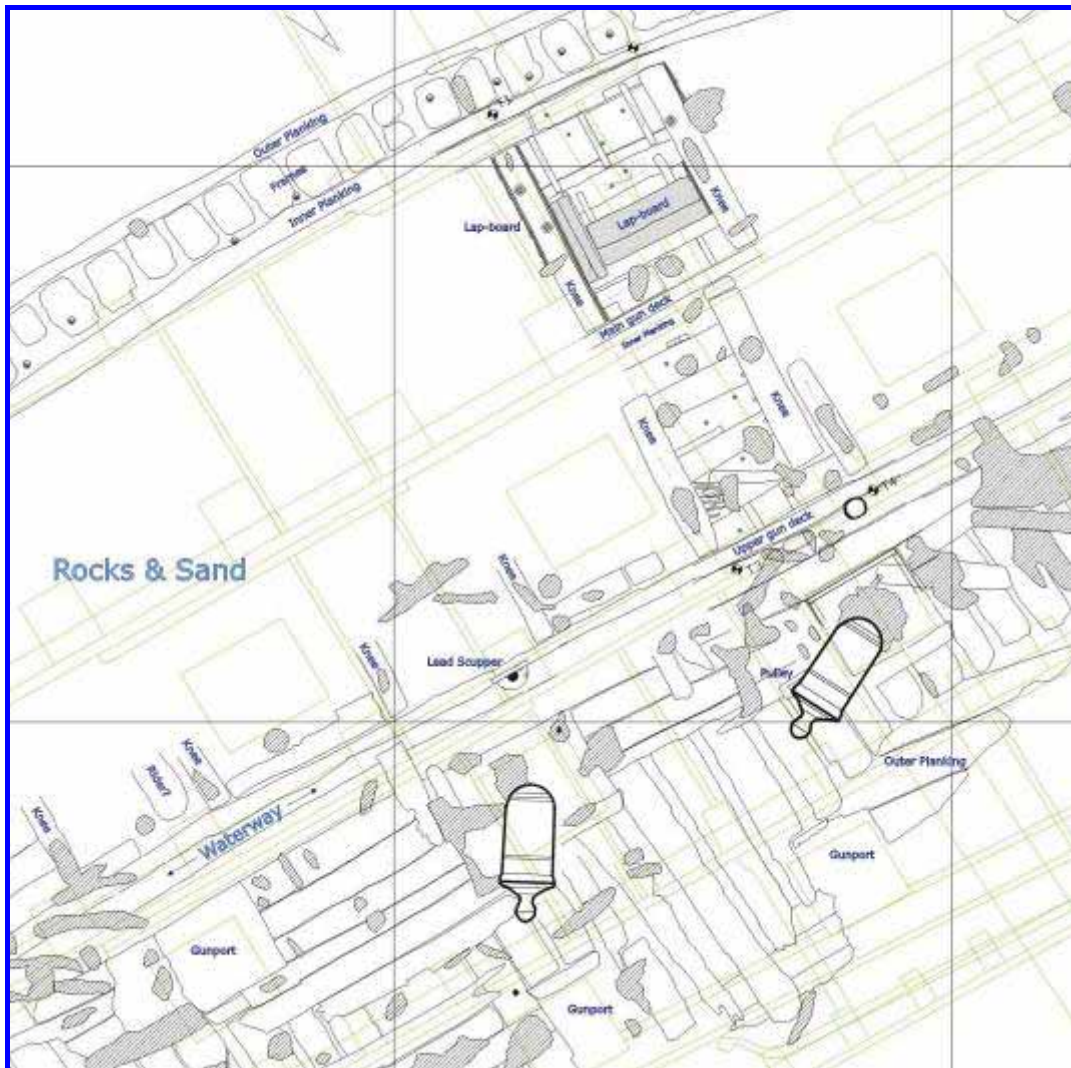 Outer Planking
Frames
Inner Planking
Lap-board
Lap-board
Knee
Knee
Main gun deck
Inner Planking
Knee
Knee
Upper gun deck
Rocks & Sand
Knee
Lead Scupper
Knee
Pulley
Knee
Rider?
Outer Planking
Knee
Waterway
Gunport
Gunport
Gunport